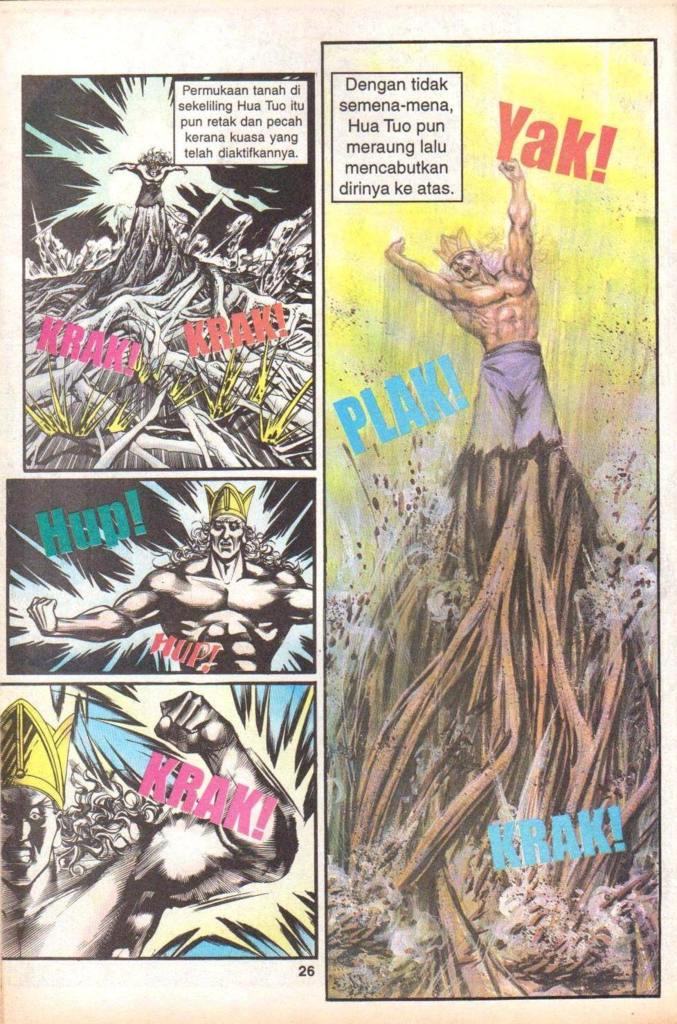 Permukaan tanah di
sekeliling Hua Tuo itu
pun retak dan pecah
kerana kuasa yang
telah diaktifkannya.
KRAK!
KRAK!
Hup!
HUP!
KRAK!
26
Dengan tidak
semena-mena,
Hua Tuo pun
meraung lalu
mencabutkan
dirinya ke atas.
Yak!
PLAK!
KRAK!